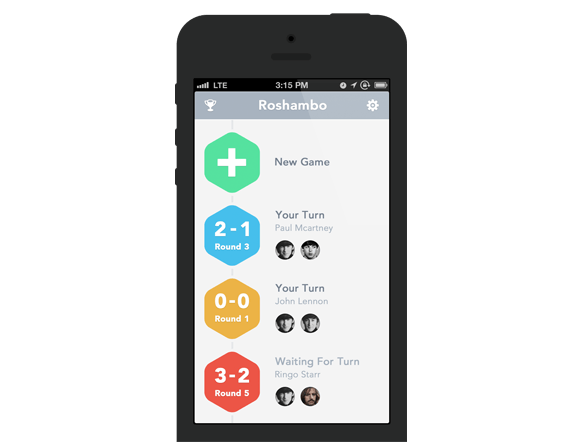 LTE 3:15 PM
Roshambo
New Game
2-1
Round 3
Your Turn
Paul Mcartney
0-0
Round 1
Your Turn
John Lennon
3-2
Round 5
Waiting For Turn
Ringo Starr